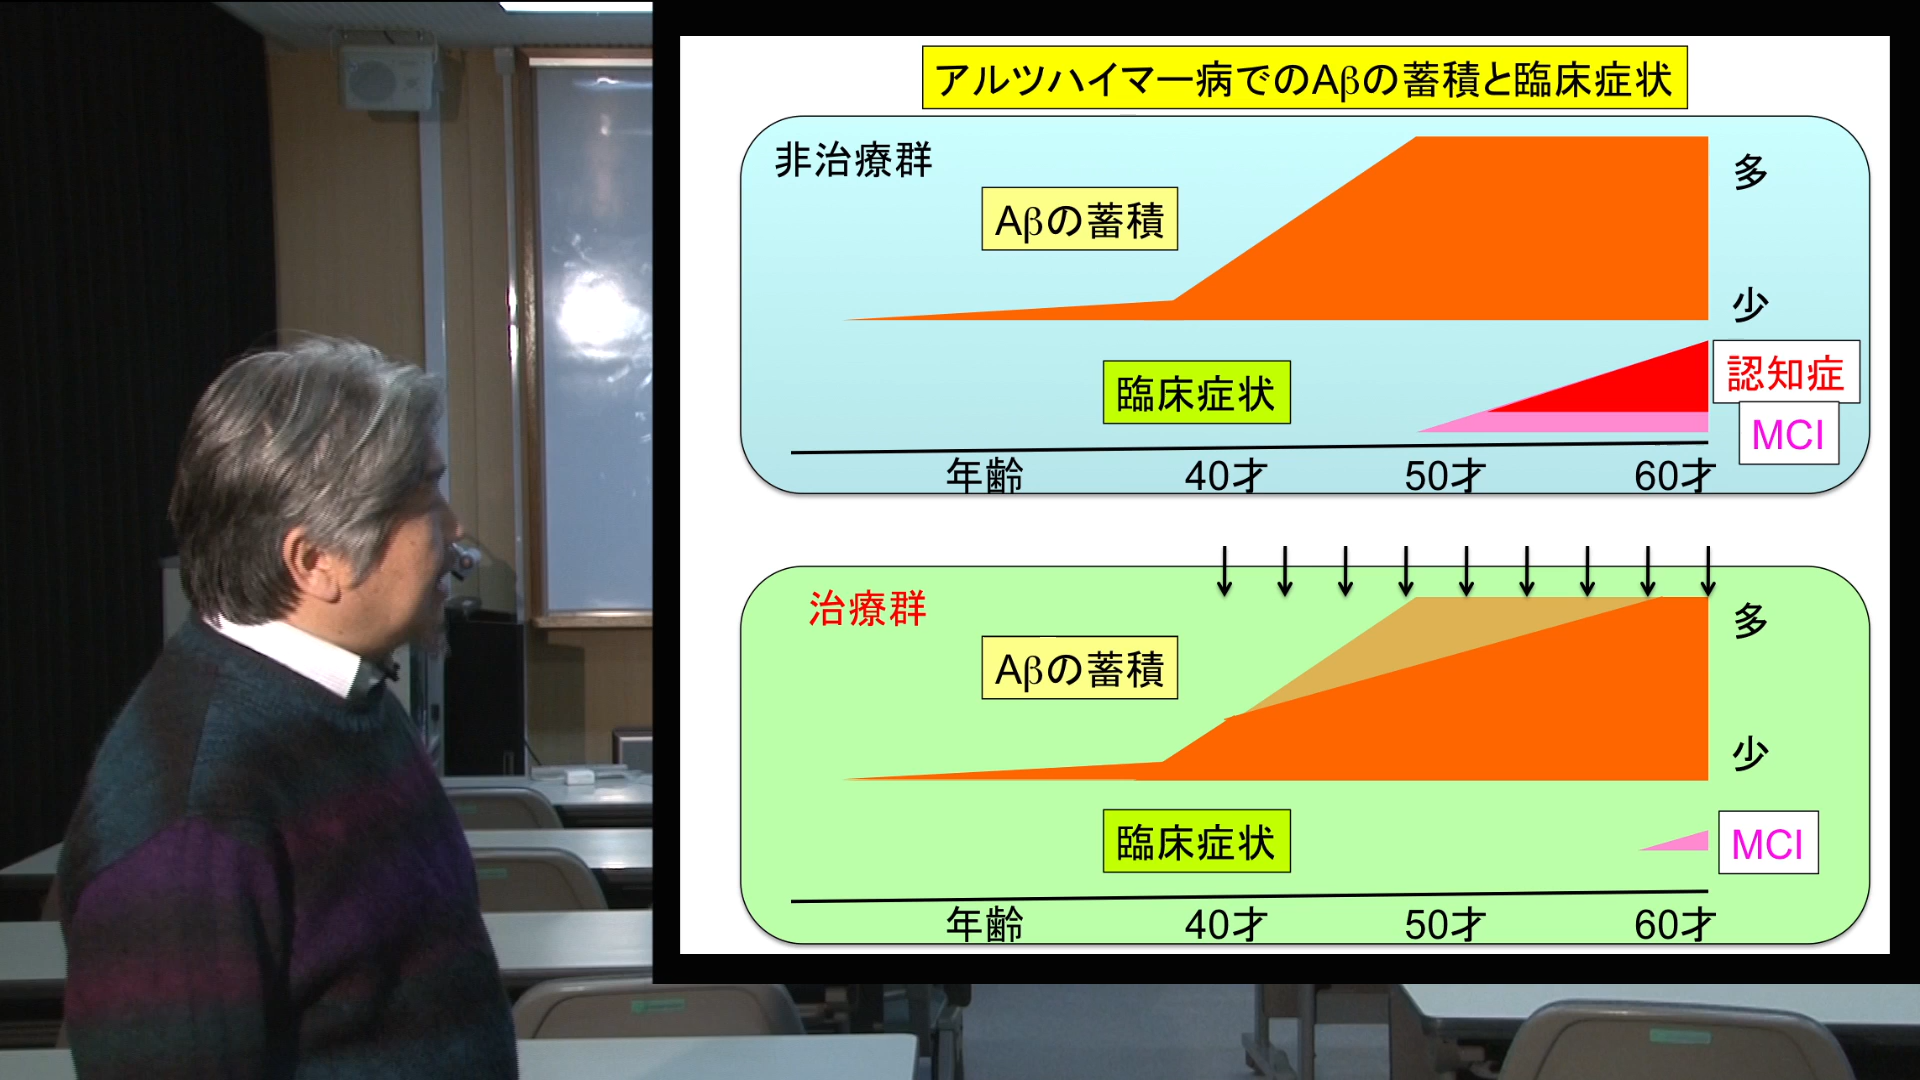 アルツハイマー病でのAβの蓄積と臨床症状
非治療群
Aβの蓄積
多
少
臨床症状
認知症
MCI
年齢 40才 50才 60才
治療群
Aβの蓄積
多
少
臨床症状
MCI
年齢 40才 50才 60才